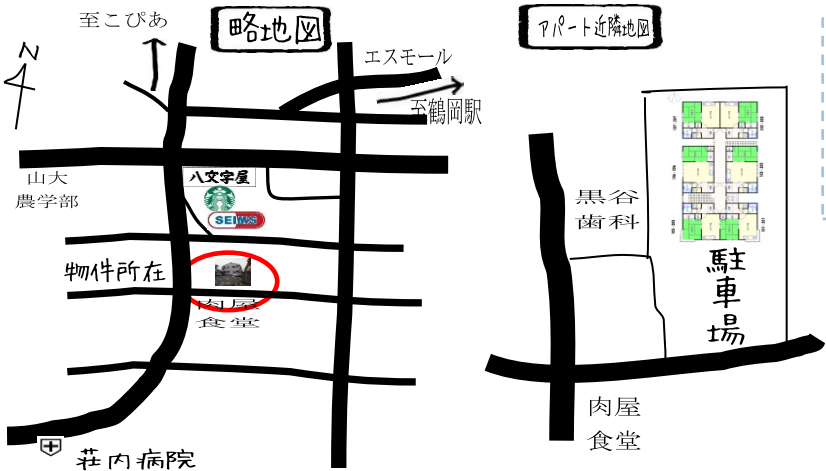 略地図
至こぴあ
N
エスモール
至鶴岡駅
山大
農学部
八文字屋
SEIMS
物件所在
肉屋
食堂
荘内病院
アパート近隣地図
黒谷
歯科
駐車場
肉屋
食堂